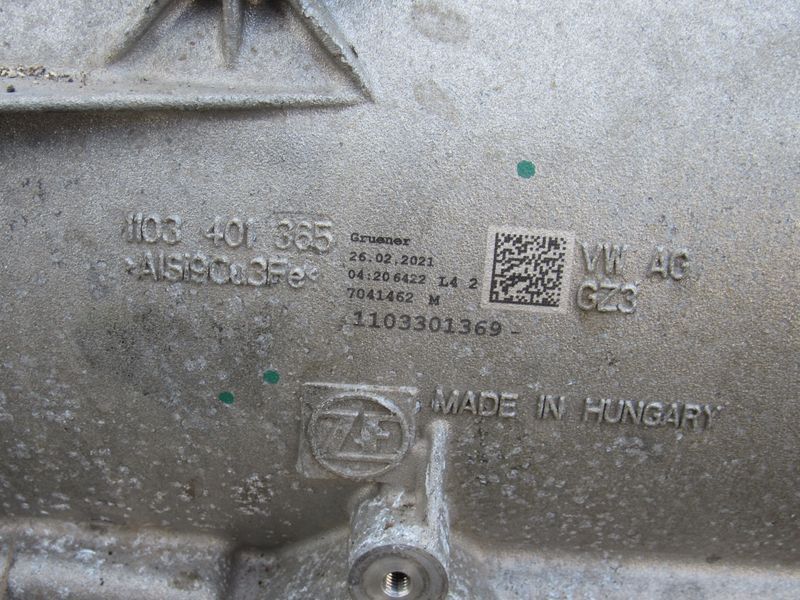 1103 401 365
>AlSi9Cu3Fe<
Gruener
26.02.2021
04:20 6422 L4 2
7041462 M
1103301369-
VW AG
GZ3
ZF
MADE IN HUNGARY